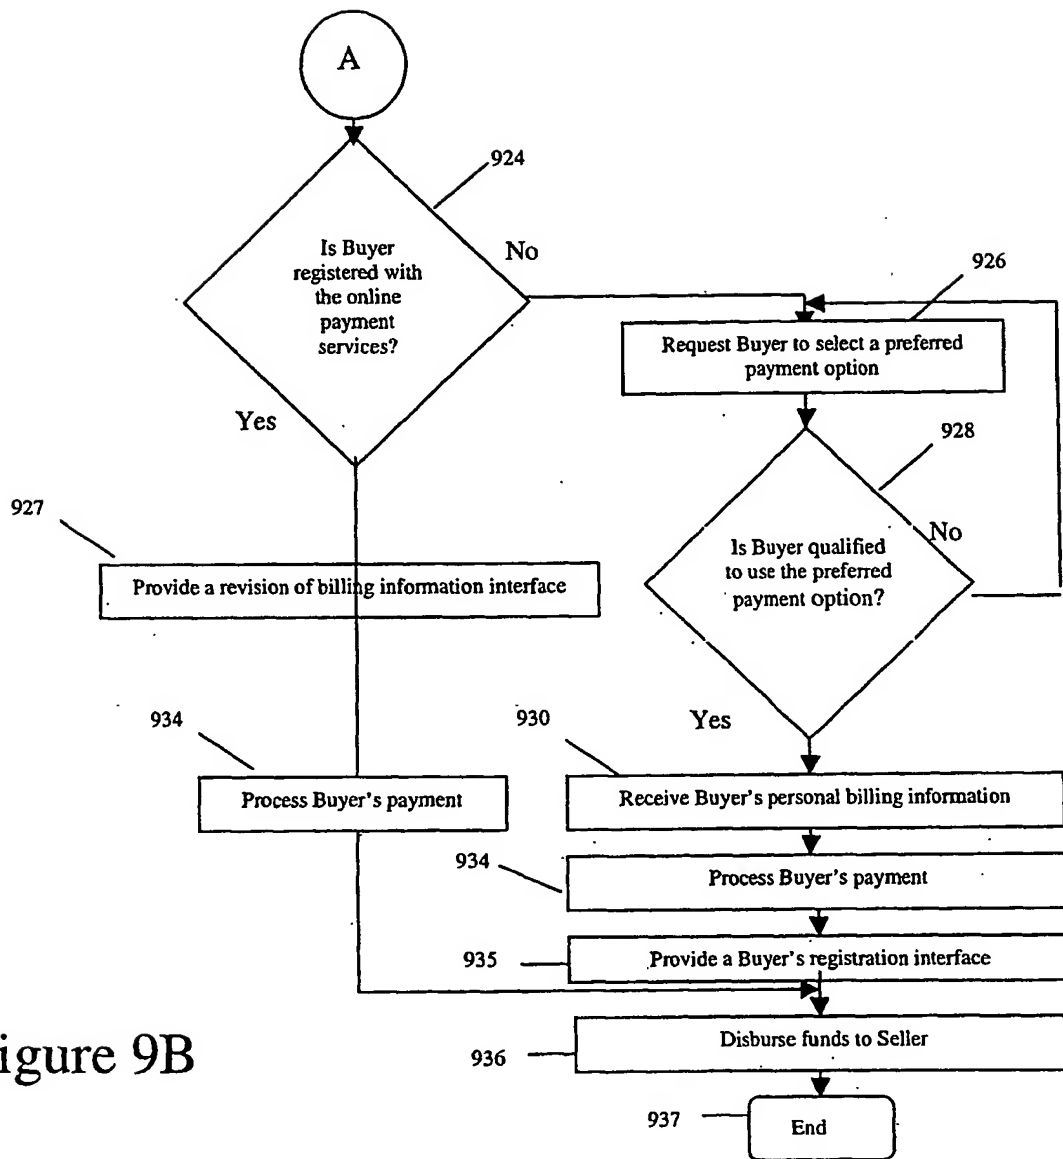 A
924
Is Buyer
registered with
the online
payment
services?
No
Yes
926
Request Buyer to select a preferred
payment option
928
Is Buyer qualified
to use the preferred
payment option?
No
Yes
927
Provide a revision of billing information interface
934
Process Buyer's payment
930
Receive Buyer's personal billing information
934
Process Buyer's payment
935
Provide a Buyer's registration interface
936
Disburse funds to Seller
937
End
igure 9B